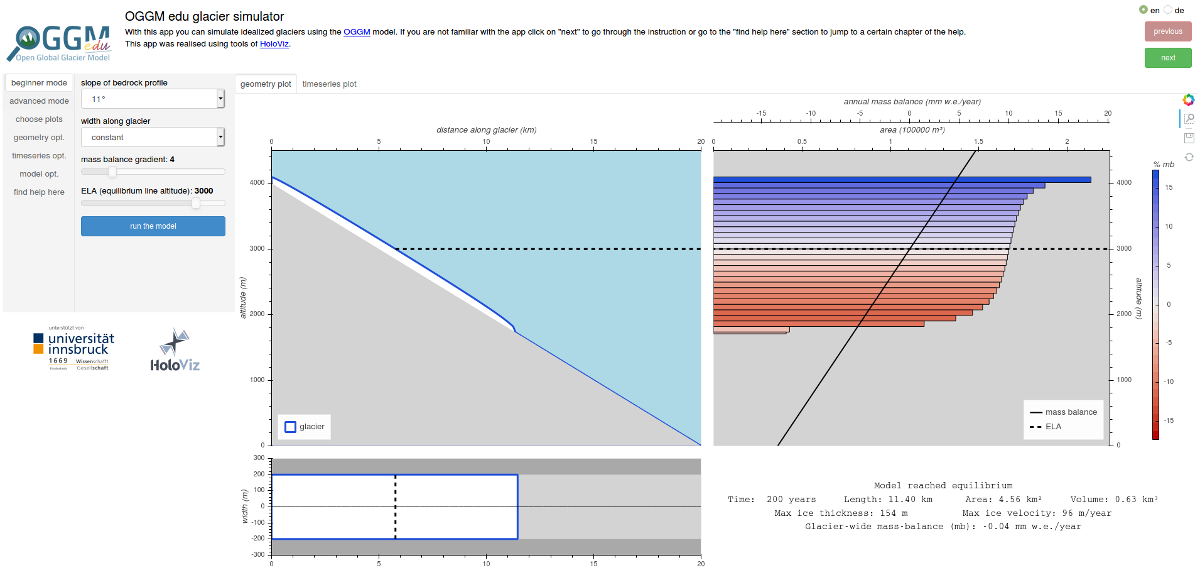 OGGM
edu
Open Global Glacier Model
OGGM edu glacier simulator
With this app you can simulate idealized glaciers using the OGGM model. If you are not familiar with the app click on "next" to go through the instruction or go to the "find help here" section to jump to a certain chapter of the help.
This app was realised using tools of HoloViz.
en de
previous
next
beginner mode
advanced mode
choose plots
geometry opt.
timeseries opt.
model opt.
find help here
slope of bedrock profile
11°
width along glacier
constant
mass balance gradient: 4
ELA (equilibrium line altitude): 3000
run the model
unterstützt von
universität
innsbruck
1669 Wissenschafft
Gesellschaft
HoloViz
geometry plot timeseries plot
distance along glacier (km)
0 5 10 15 20
altitude (m)
4000
3000
2000
1000
0
glacier
annual mass balance (mm w.e./year)
-15 -10 -5 0 5 10 15 20
area (100000 m²)
0 0.5 1 1.5 2
4000
3000
2000
1000
0
altitude (m)
mass balance
ELA
% mb
15
10
5
0
-5
-10
-15
width (m)
300
200
100
0
-100
-200
-300
0 5 10 15 20
Model reached equilibrium
Time: 200 years Length: 11.40 km Area: 4.56 km² Volume: 0.63 km³
Max ice thickness: 154 m Max ice velocity: 96 m/year
Glacier-wide mass-balance (mb): -0.04 mm w.e./year